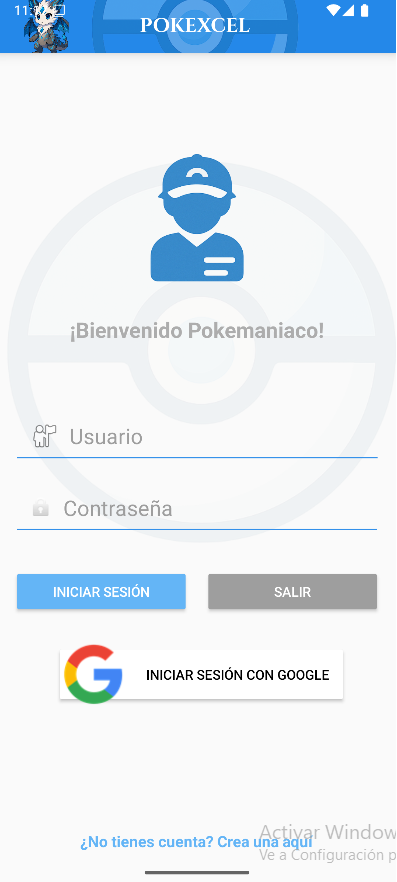 POKEXCEL
¡Bienvenido Pokemaniaco!
Usuario
Contraseña
INICIAR SESIÓN
SALIR
INICIAR SESIÓN CON GOOGLE
Activar Window
¿No tienes cuenta? Crea una aquí
Ve a Configuración p